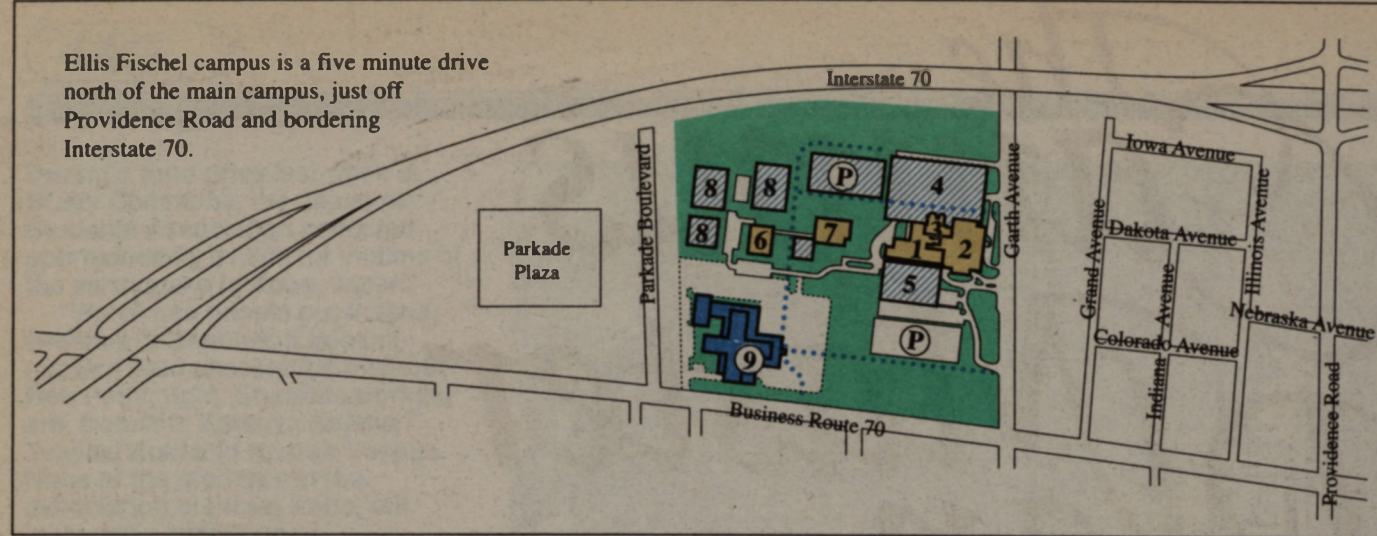 Ellis Fischel campus is a five minute drive
north of the main campus, just off
Providence Road and bordering
Interstate 70.
Interstate 70
Parkade
Plaza
Parkade Boulevard
8
8
8
6
7
P
4
3
1
2
5
P
9
Business Route 70
Garth Avenue
Grand Avenue
Iowa Avenue
Dakota Avenue
Illinois Avenue
Indiana Avenue
Colorado Avenue
Nebraska Avenue
Providence Road